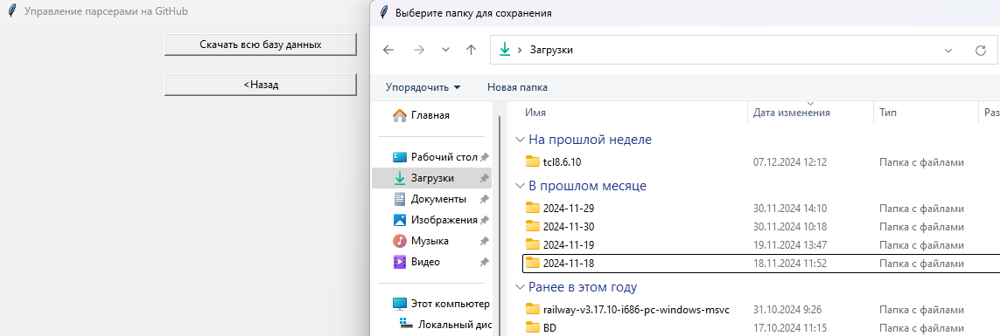 Управление парсерами на GitHub
Скачать всю базу данных
<Назад
Выберите папку для сохранения
Загрузки
Упорядочить
Новая папка
Главная
Рабочий стол
Загрузки
Документы
Изображения
Музыка
Видео
Этот компьютер
Локальный дис
Имя Дата изменения Тип Раз
На прошлой неделе
tcl8.6.10 07.12.2024 12:12 Папка с файлами
В прошлом месяце
2024-11-29 30.11.2024 14:10 Папка с файлами
2024-11-30 30.11.2024 10:18 Папка с файлами
2024-11-19 19.11.2024 13:47 Папка с файлами
2024-11-18 18.11.2024 11:52 Папка с файлами
Ранее в этом году
railway-v3.17.10-i686-pc-windows-msvc 31.10.2024 9:26 Папка с файлами
BD 17.10.2024 11:15 Папка с файлами